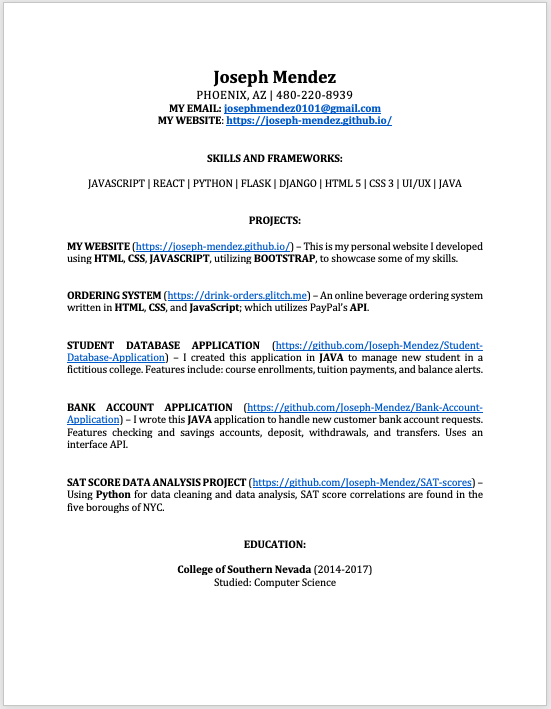 Joseph Mendez
PHOENIX, AZ | 480-220-8939
MY EMAIL: josephmendez0101@gmail.com
MY WEBSITE: https://joseph-mendez.github.io/
SKILLS AND FRAMEWORKS:
JAVASCRIPT | REACT | PYTHON | FLASK | DJANGO | HTML 5 | CSS 3 | UI/UX | JAVA
PROJECTS:
MY WEBSITE (https://joseph-mendez.github.io/) – This is my personal website I developed
using HTML, CSS, JAVASCRIPT, utilizing BOOTSTRAP, to showcase some of my skills.
ORDERING SYSTEM (https://drink-orders.glitch.me) – An online beverage ordering system
written in HTML, CSS, and JavaScript; which utilizes PayPal's API.
STUDENT DATABASE APPLICATION (https://github.com/Joseph-Mendez/Student-
Database-Application) – I created this application in JAVA to manage new student in a
fictitious college. Features include: course enrollments, tuition payments, and balance alerts.
BANK ACCOUNT APPLICATION (https://github.com/Joseph-Mendez/Bank-Account-
Application) – I wrote this JAVA application to handle new customer bank account requests.
Features checking and savings accounts, deposit, withdrawals, and transfers. Uses an
interface API.
SAT SCORE DATA ANALYSIS PROJECT (https://github.com/Joseph-Mendez/SAT-scores) –
Using Python for data cleaning and data analysis, SAT score correlations are found in the
five boroughs of NYC.
EDUCATION:
College of Southern Nevada (2014-2017)
Studied: Computer Science